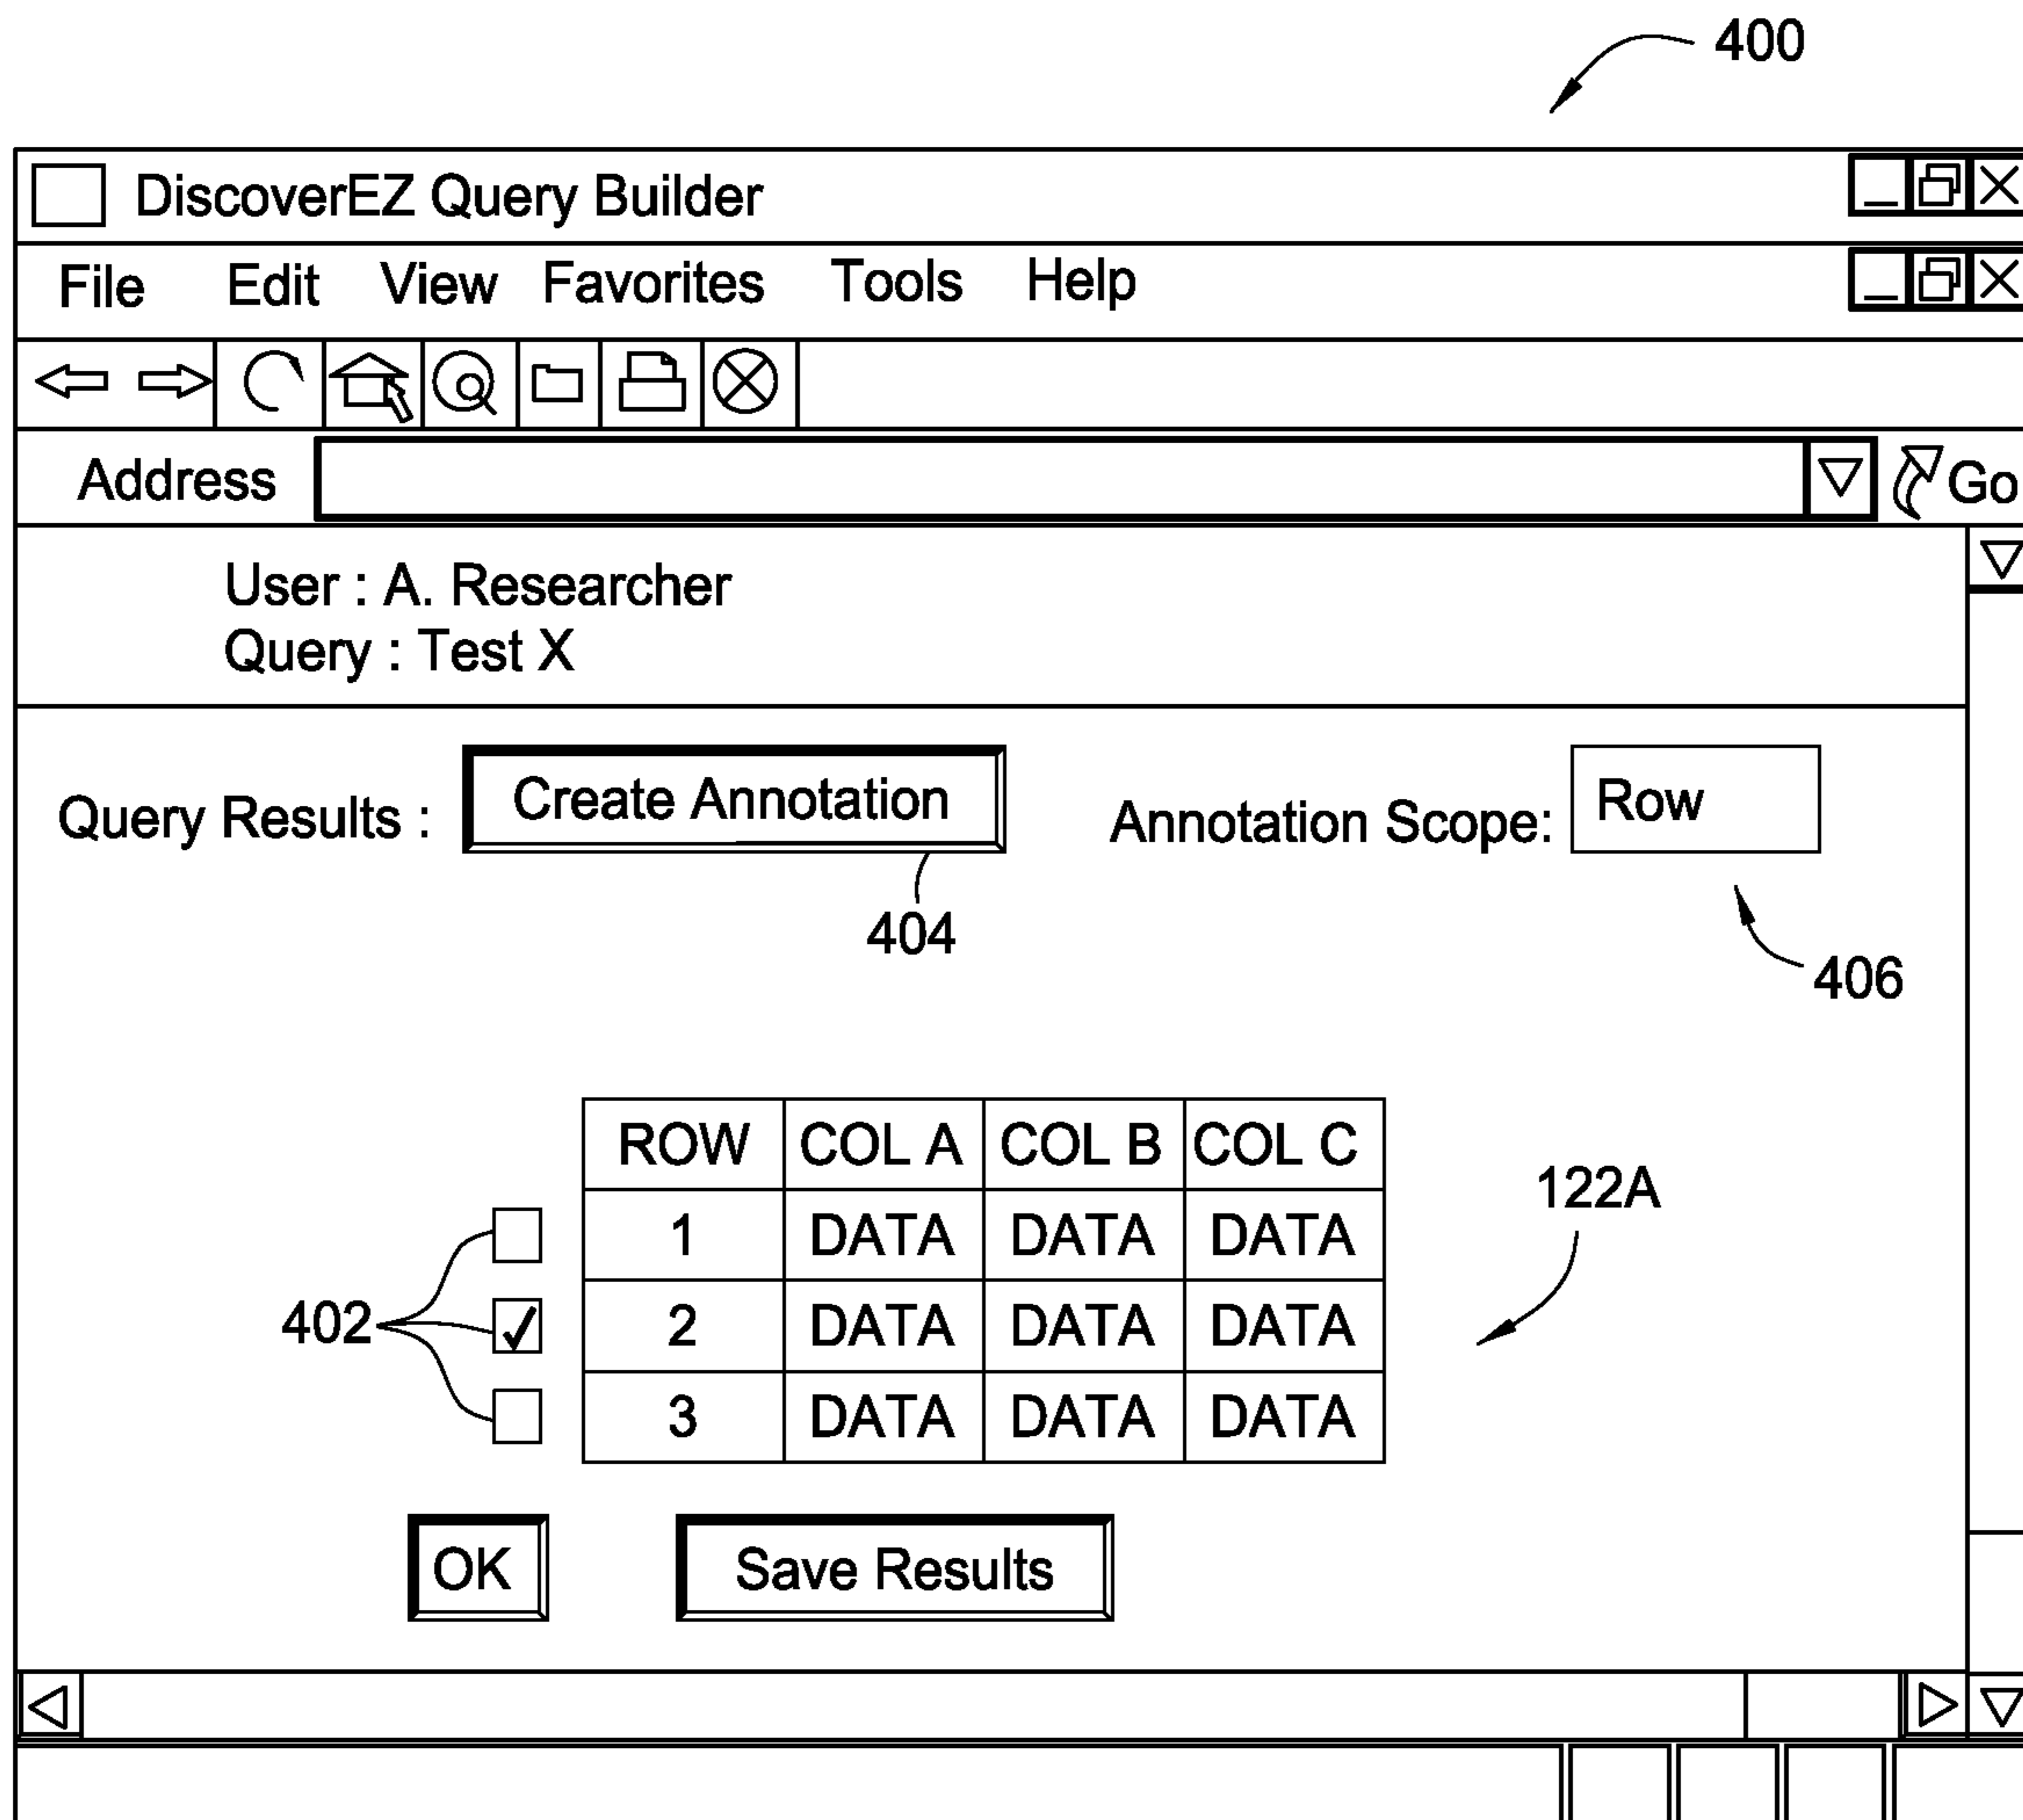 400
DiscoverEZ Query Builder
File Edit View Favorites Tools Help
Address Go
User : A. Researcher
Query : Test X
Query Results : Create Annotation Annotation Scope: Row
404
406
ROW COL A COL B COL C
122A
1 DATA DATA DATA
402
2 DATA DATA DATA
3 DATA DATA DATA
OK Save Results